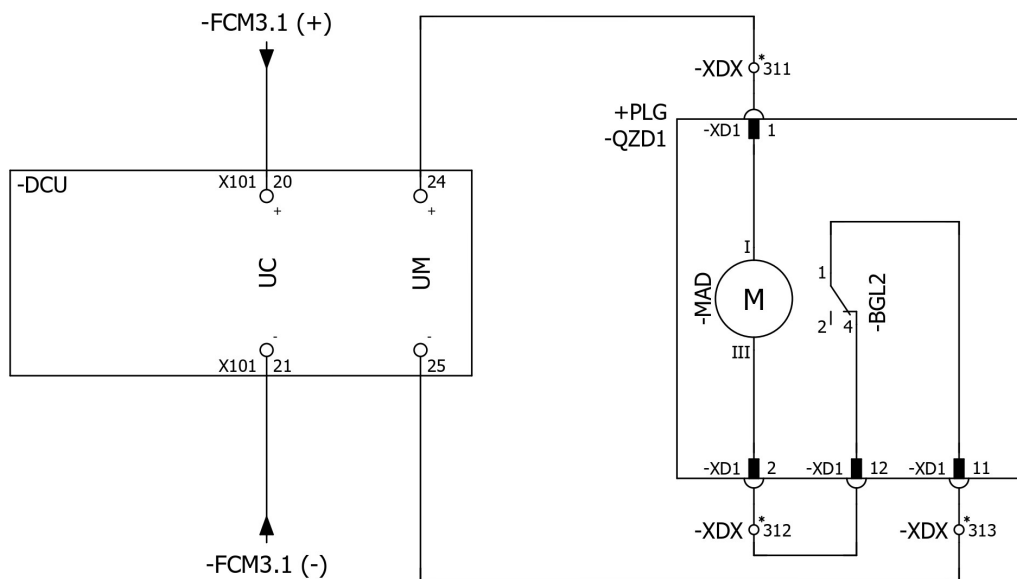 -FCM3.1 (+)
-XDX *311
+PLG
-QZD1
-XD1 1
-DCU
X101 20
24
+
+
UC
UM
I
-MAD
M
III
1
2
4
-BGL2
-
-
X101 21
25
-XD1 2
-XD1 12
-XD1 11
-XDX *312
-XDX *313
-FCM3.1 (-)